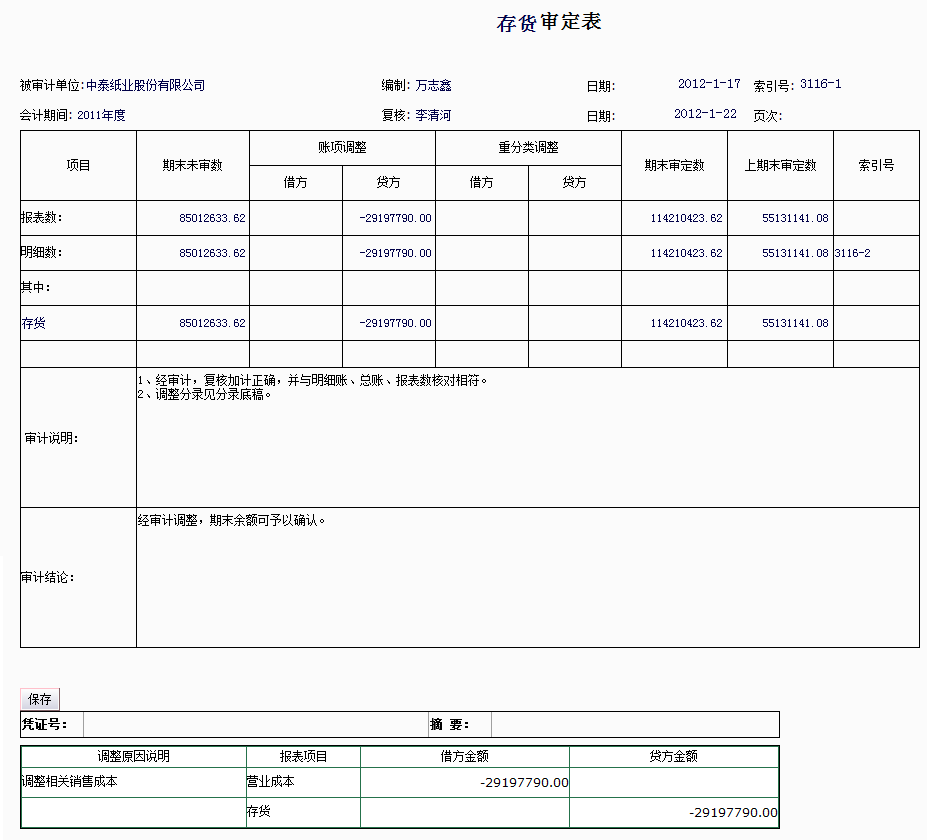 存货审定表
被审计单位:中泰纸业股份有限公司 编制: 万志鑫 日期: 2012-1-17 索引号: 3116-1
会计期间: 2011年度 复核: 李清河 日期: 2012-1-22 页次:
项目 期末未审数 账项调整 重分类调整 期末审定数 上期末审定数 索引号
借方 贷方 借方 贷方
报表数: 85012633.62 -29197790.00 114210423.62 55131141.08
明细数: 85012633.62 -29197790.00 114210423.62 55131141.08 3116-2
其中:
存货 85012633.62 -29197790.00 114210423.62 55131141.08
审计说明:
1、经审计，复核加计正确，并与明细账、总账、报表数核对相符。
2、调整分录见分录底稿。
审计结论:
经审计调整，期末余额可予以确认。
保存
凭证号: 摘 要:
调整原因说明 报表项目 借方金额 贷方金额
调整相关销售成本 营业成本 -29197790.00
存货 -29197790.00